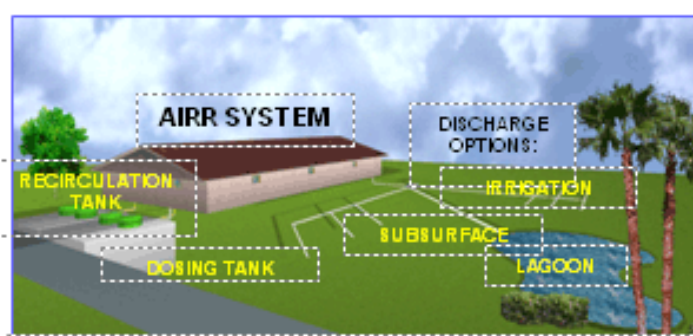 AIRR SYSTEM
DISCHARGE
OPTIONS:
RECIRCULATION
TANK
IRRIGATION
SUBSURFACE
DOSING TANK
LAGOON